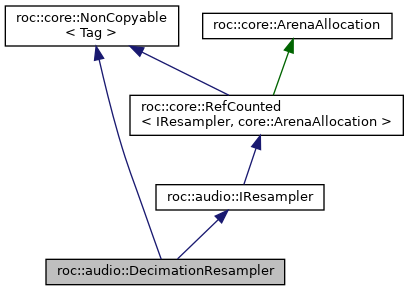 roc::core::NonCopyable
< Tag >
roc::core::ArenaAllocation
roc::core::RefCounted
< IResampler, core::ArenaAllocation >
roc::audio::IResampler
roc::audio::DecimationResampler